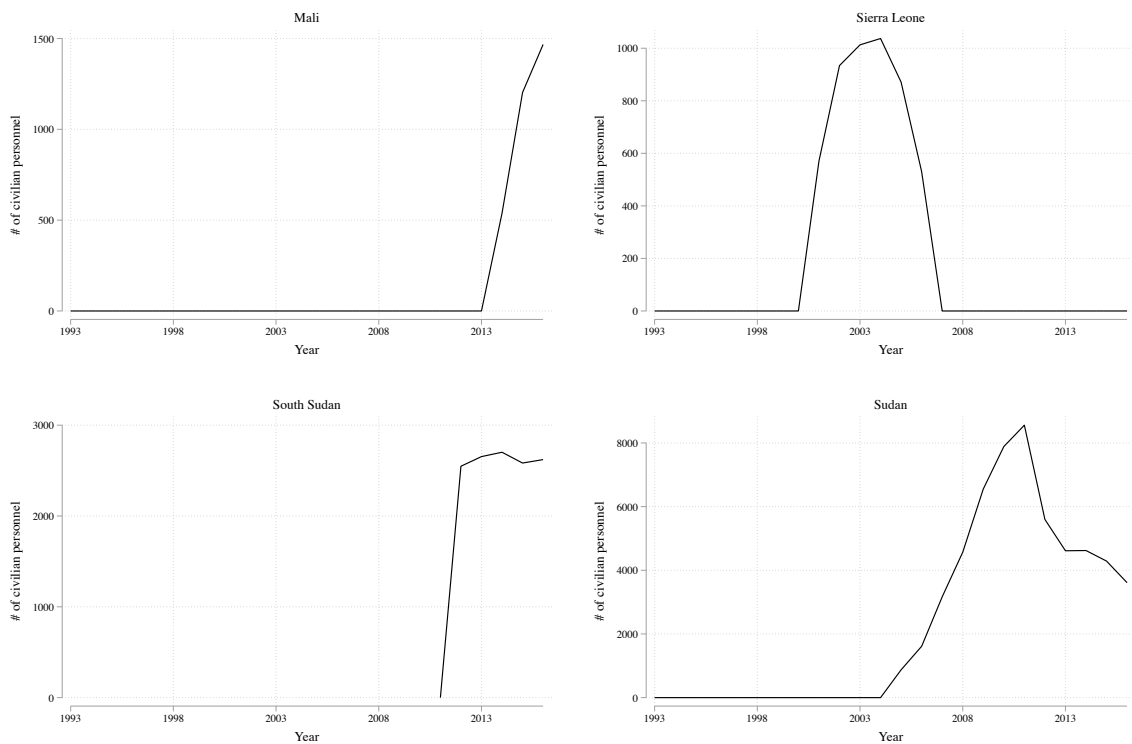 Mali
# of civilian personnel
1500
1000
500
0
1993 1998 2003 2008 2013
Year
Sierra Leone
# of civilian personnel
1000
800
600
400
200
0
1993 1998 2003 2008 2013
Year
South Sudan
# of civilian personnel
3000
2000
1000
0
1993 1998 2003 2008 2013
Year
Sudan
# of civilian personnel
8000
6000
4000
2000
0
1993 1998 2003 2008 2013
Year